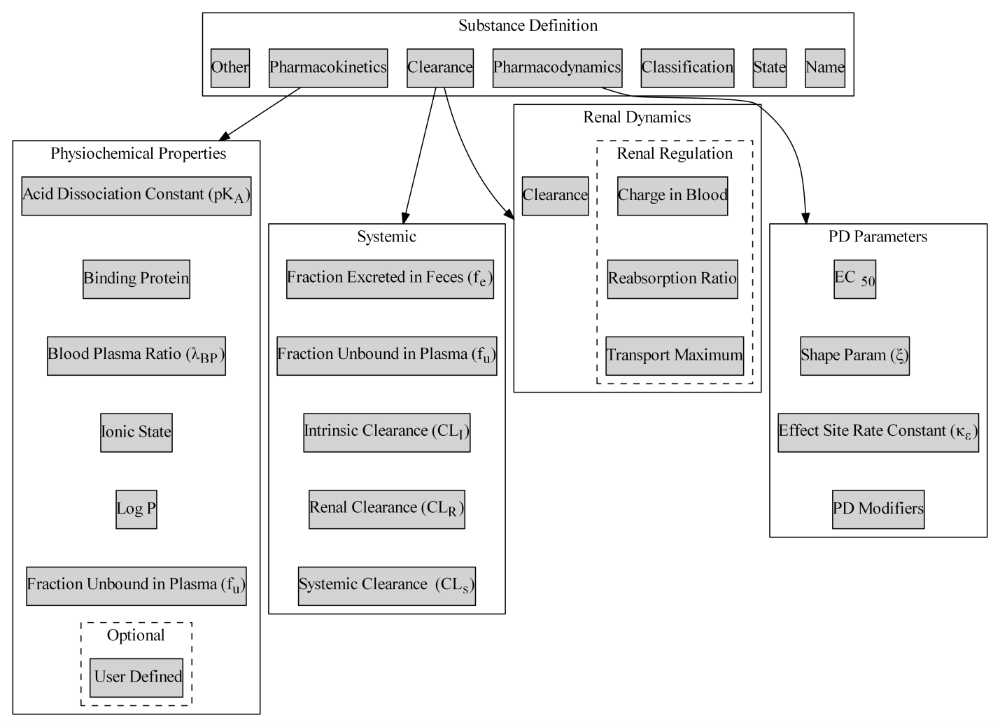 Substance Definition
Other
Pharmacokinetics
Clearance
Pharmacodynamics
Classification
State
Name
Physiochemical Properties
Acid Dissociation Constant (pKA)
Binding Protein
Blood Plasma Ratio (λBP)
Ionic State
Log P
Fraction Unbound in Plasma (fu)
Optional
User Defined
Systemic
Fraction Excreted in Feces (fe)
Fraction Unbound in Plasma (fu)
Intrinsic Clearance (CLI)
Renal Clearance (CLR)
Systemic Clearance (CLs)
Renal Dynamics
Clearance
Renal Regulation
Charge in Blood
Reabsorption Ratio
Transport Maximum
PD Parameters
EC 50
Shape Param (ξ)
Effect Site Rate Constant (κε)
PD Modifiers